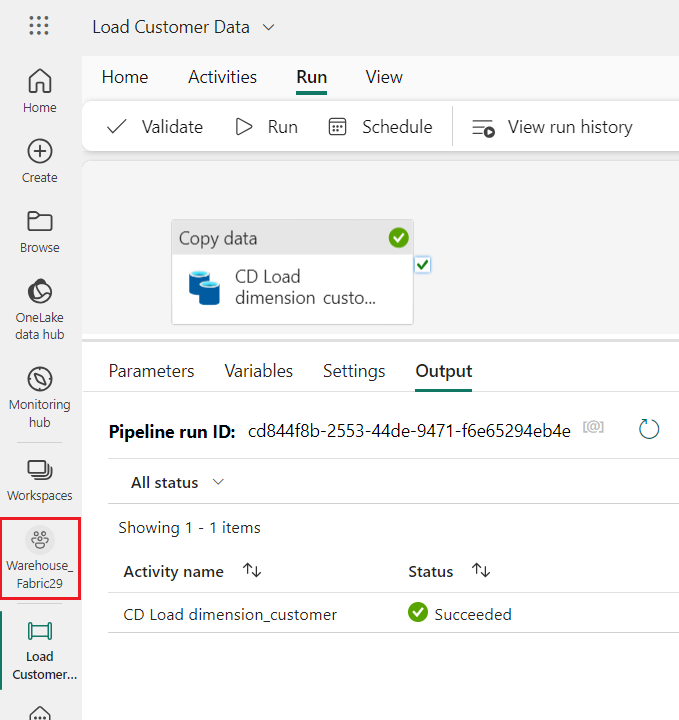 Load Customer Data
Home Activities Run View
Validate Run Schedule View run history
Home
Create
Browse
OneLake
data hub
Monitoring
hub
Workspaces
Warehouse_
Fabric29
Load
Customer...
Copy data
CD Load
dimension_custo...
Parameters Variables Settings Output
Pipeline run ID: cd844f8b-2553-44de-9471-f6e65294eb4e [@]
All status
Showing 1 - 1 items
Activity name Status
CD Load dimension_customer Succeeded